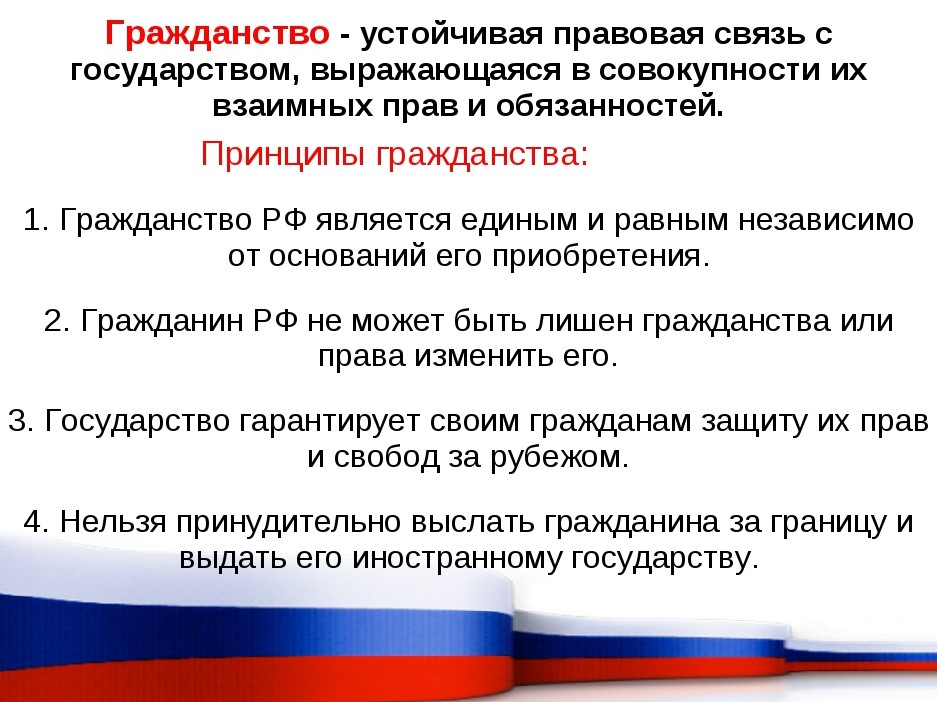 Гражданство - устойчивая правовая связь с
государством, выражающаяся в совокупности их
взаимных прав и обязанностей.
Принципы гражданства:
1. Гражданство РФ является единым и равным независимо
от оснований его приобретения.
2. Гражданин РФ не может быть лишен гражданства или
права изменить его.
3. Государство гарантирует своим гражданам защиту их прав
и свобод за рубежом.
4. Нельзя принудительно выслать гражданина за границу и
выдать его иностранному государству.